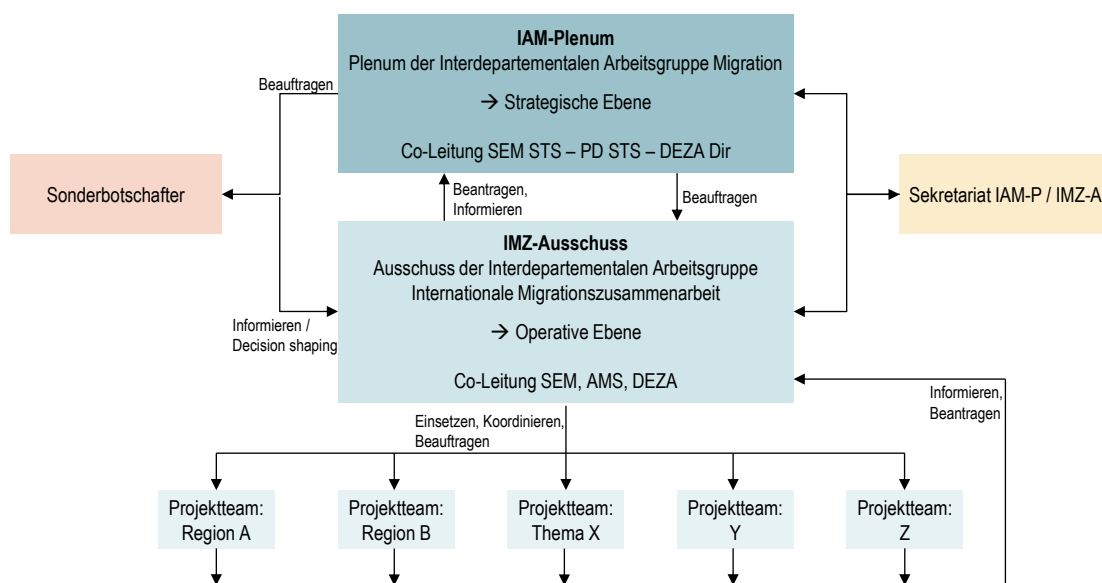 IAM-Plenum
Plenum der Interdepartementalen Arbeitsgruppe Migration
→ Strategische Ebene
Co-Leitung SEM STS – PD STS – DEZA Dir
Beauftragen
Sonderbotschafter
Sekretariat IAM-P / IMZ-A
Beantragen,
Informieren
Beauftragen
IMZ-Ausschuss
Ausschuss der Interdepartementalen Arbeitsgruppe
Internationale Migrationszusammenarbeit
→ Operative Ebene
Co-Leitung SEM, AMS, DEZA
Informieren /
Decision shaping
Informieren,
Beantragen
Einsetzen, Koordinieren,
Beauftragen
Projektteam:
Region A
Projektteam:
Region B
Projektteam:
Thema X
Projektteam:
Y
Projektteam:
Z